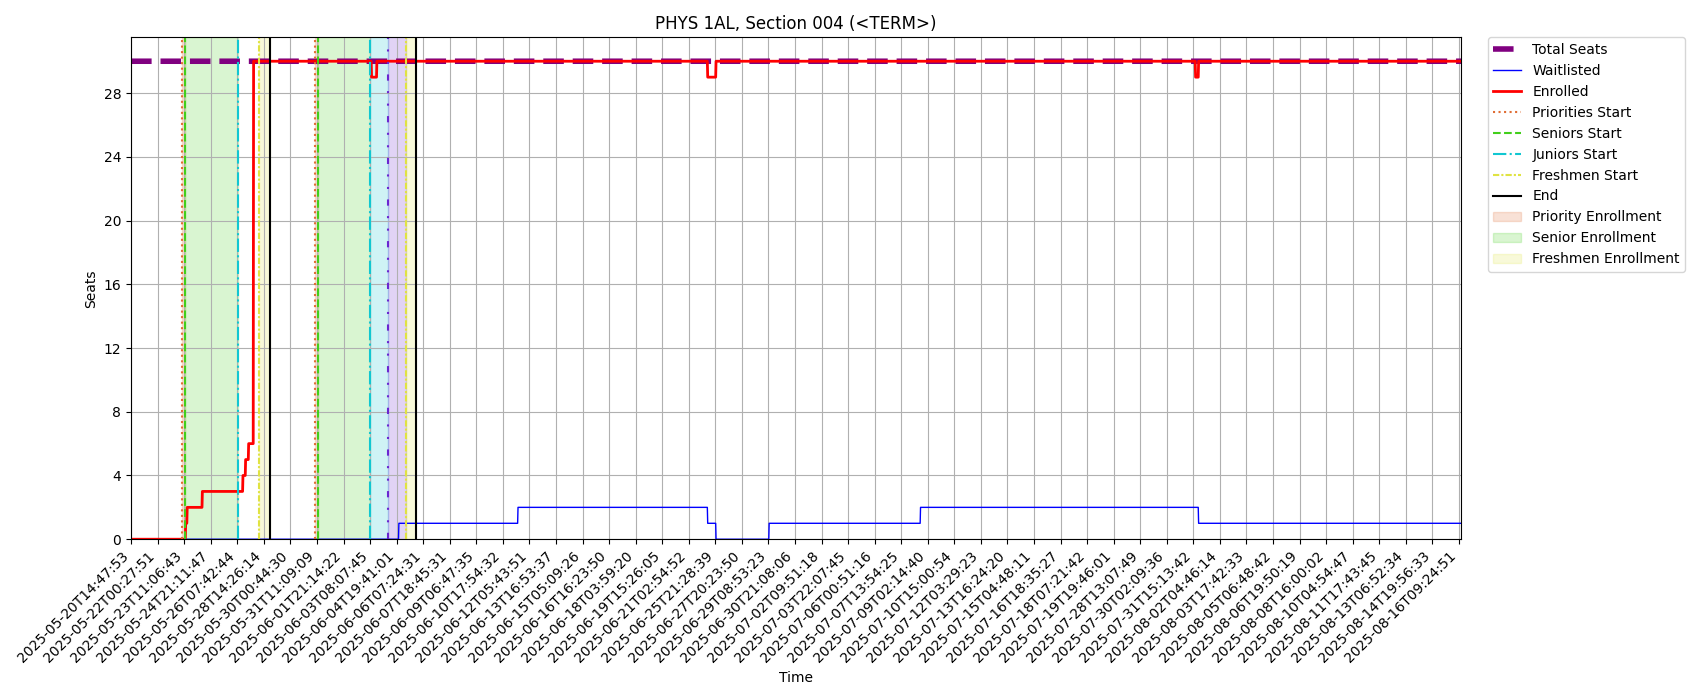 PHYS 1AL, Section 004 (<TERM>)
Total Seats
Waitlisted
Enrolled
Priorities Start
Seniors Start
Juniors Start
Freshmen Start
End
Priority Enrollment
Senior Enrollment
Freshmen Enrollment
Seats
28
24
20
16
12
8
4
0
2025-05-20T14:47:53
2025-05-22T00:27:51
2025-05-23T11:06:43
2025-05-24T21:11:47
2025-05-26T07:42:44
2025-05-28T14:26:14
2025-05-30T00:44:30
2025-05-31T11:09:09
2025-06-01T21:14:22
2025-06-03T08:07:45
2025-06-04T19:41:01
2025-06-06T07:24:31
2025-06-07T18:45:31
2025-06-09T06:47:35
2025-06-10T17:54:32
2025-06-12T05:43:51
2025-06-13T16:53:37
2025-06-15T05:09:26
2025-06-16T16:23:50
2025-06-18T03:59:20
2025-06-19T15:26:05
2025-06-21T02:54:52
2025-06-25T21:28:39
2025-06-27T20:23:50
2025-06-29T08:53:23
2025-06-30T21:08:06
2025-07-02T09:51:18
2025-07-03T22:07:45
2025-07-06T00:51:16
2025-07-07T13:54:25
2025-07-09T02:14:40
2025-07-10T15:00:54
2025-07-12T03:29:23
2025-07-13T16:24:20
2025-07-15T04:48:11
2025-07-16T18:35:27
2025-07-18T07:21:42
2025-07-19T19:46:01
2025-07-28T13:07:49
2025-07-30T02:09:36
2025-07-31T15:13:42
2025-08-02T04:46:14
2025-08-03T17:42:33
2025-08-05T06:48:42
2025-08-06T19:50:19
2025-08-08T16:00:02
2025-08-10T04:54:47
2025-08-11T17:43:45
2025-08-13T06:52:34
2025-08-14T19:56:33
2025-08-16T09:24:51
Time